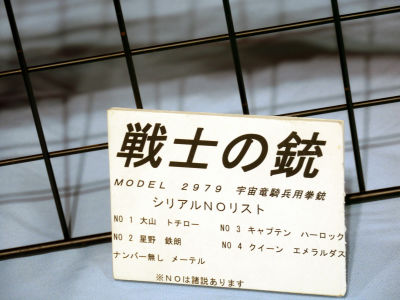 戦士の銃
MODEL 2979 宇宙竜騎兵用拳銃
シリアルNOリスト
NO 1 大山 トチロー NO 3 キャプテン ハーロック
NO 2 星野 鉄朗 NO 4 クイーン エメラルダス
ナンバー無し メーテル
※NOは諸説あります